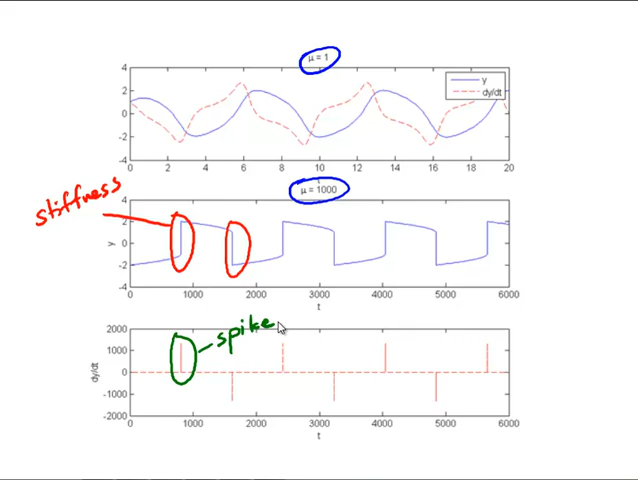 μ = 1
4
2
0
-2
-4
y
dy/dt
0 2 4 6 8 10 12 14 16 18 20
stiffness
μ = 1000
4
2
0
-2
-4
y
0 1000 2000 3000 4000 5000 6000
t
spike
2000
1000
0
-1000
-2000
dy/dt
0 1000 2000 3000 4000 5000 6000
t